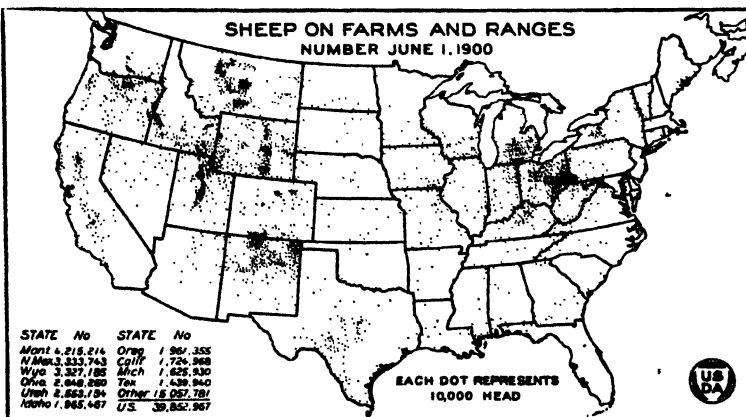 SHEEP ON FARMS AND RANGES
NUMBER JUNE 1, 1900
STATE No STATE No
Mont 4,215,214 Oreg 1,961,355
N Mex 3,333,743 Calif 1,724,968
Wyo 3,327,185 Mich 1,625,930
Ohio 2,648,250 Tex 1,439,940
Utah 2,553,134 Other 15,057,781
Idaho 1,965,467 U.S. 39,852,967
EACH DOT REPRESENTS
10,000 HEAD
US
DA